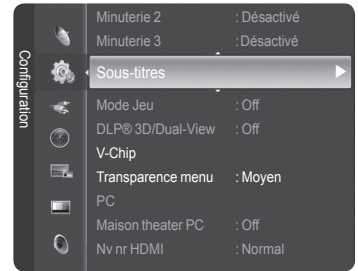 Configuration
Minuterie 2 : Désactivé
Minuterie 3 :Désactivé
Sous-titres
Mode Jeu : Off
DLP® 3D/Dual-View : Off
V-Chip
Transparence menu : Moyen
PC
Maison theater PC : Off
Nv nr HDMI : Normal